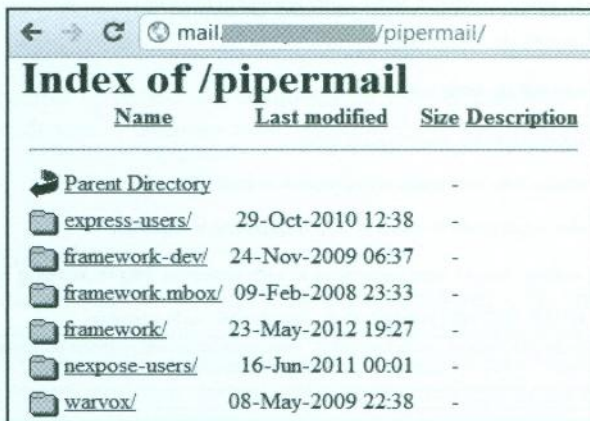 mail. /pipermail/
Index of /pipermail
Name Last modified Size Description
Parent Directory -
express-users/ 29-Oct-2010 12:38 -
framework-dev/ 24-Nov-2009 06:37 -
framework.mbox/ 09-Feb-2008 23:33 -
framework/ 23-May-2012 19:27 -
nexpose-users/ 16-Jun-2011 00:01 -
warvox/ 08-May-2009 22:38 -